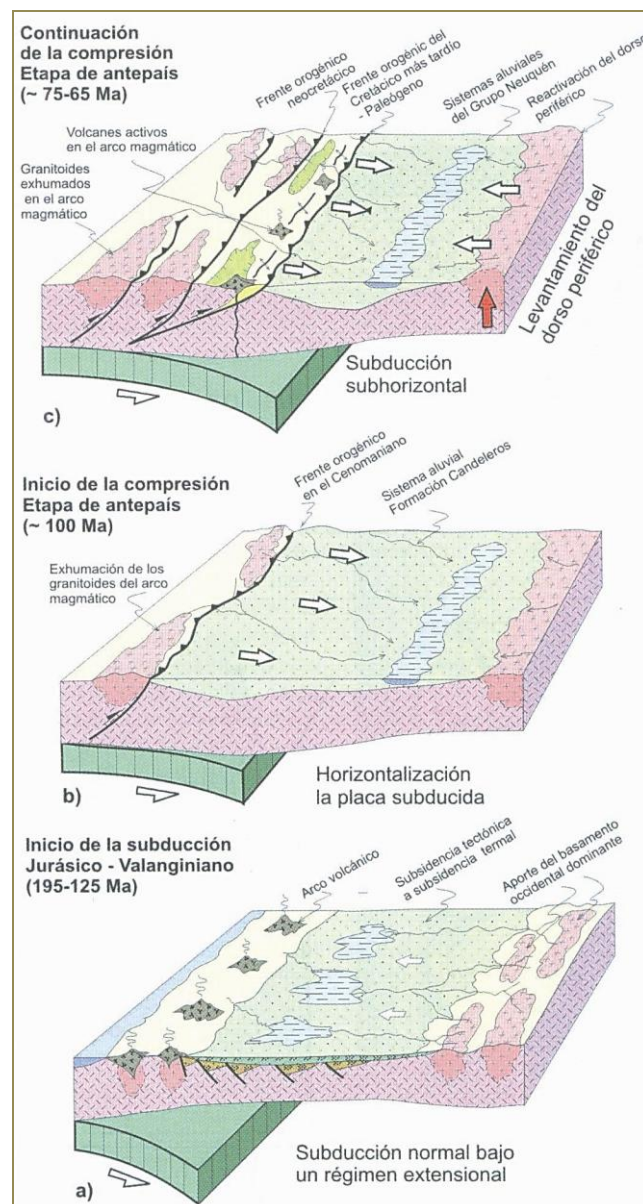 Continuación
de la compresión
Etapa de antepaís
(~ 75-65 Ma)
Frente orogénico
neocretácico
Frente orogénic del
Cretácico más tardío
- Paleógeno
Sistemas aluviales
del Grupo Neuquén
Reactivación del dorso
periférico
Volcanes activos
en el arco magmático
Granitoides
exhumados
en el arco
magmático
Levantamiento del
dorso periférico
Subducción
subhorizontal
c)
Inicio de la compresión
Etapa de antepaís
(~ 100 Ma)
Frente orogénico
en el Cenomaniano
Sistema aluvial
Formación Candeleros
Exhumación de los
granitoides del arco
magmático
Horizontalización
la placa subducida
b)
Inicio de la subducción
Jurásico - Valanginiano
(195-125 Ma)
Arco volcánico
Subsidencia tectónica
a subsidencia termal
Aporte del basamento
occidental dominante
Subducción normal bajo
un régimen extensional
a)